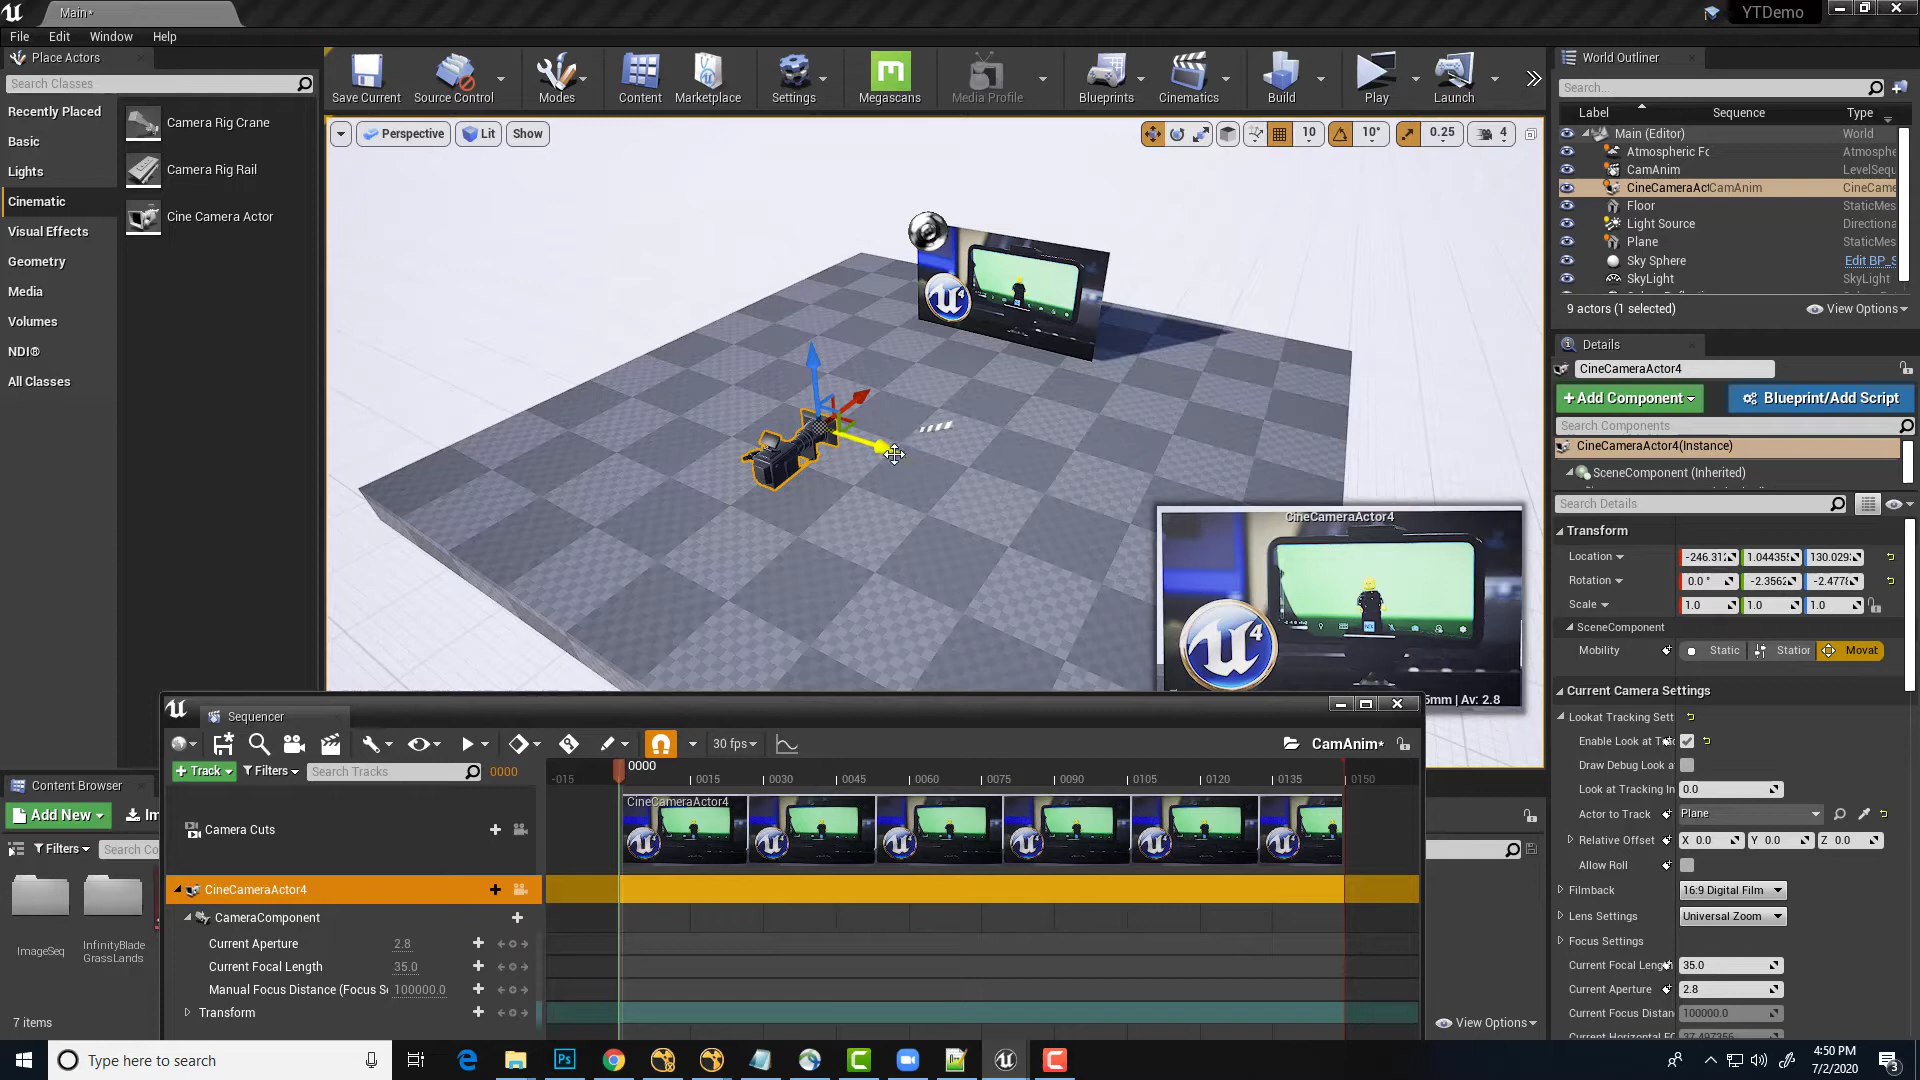 Main*
YTDemo
File Edit Window Help
Place Actors
Search Classes
Recently Placed
Basic
Lights
Cinematic
Visual Effects
Geometry
Media
Volumes
NDI®
All Classes
Camera Rig Crane
Camera Rig Rail
Cine Camera Actor
Save Current
Source Control
Modes
Content
Marketplace
Settings
Megascans
Media Profile
Blueprints
Cinematics
Build
Play
Launch
Perspective
Lit
Show
10
10°
0.25
4
World Outliner
Search...
Label Sequence Type
Main (Editor) World
Atmospheric Fo Atmosphe
CamAnim LevelSequ
CineCameraAct CamAnim CineCame
Floor StaticMes
Light Source Directiona
Plane StaticMes
Sky Sphere Edit BP_S
SkyLight SkyLight
9 actors (1 selected)
View Options
Details
CineCameraActor4
+Add Component
Blueprint/Add Script
Search Components
CineCameraActor4(Instance)
SceneComponent (Inherited)
Search Details
Transform
Location -246.312 1.044355 130.029
Rotation 0.0 ° -2.3562 -2.4778
Scale 1.0 1.0 1.0
SceneComponent
Mobility Static Station Movab
Current Camera Settings
Lookat Tracking Sett
Enable Look at Tra
Draw Debug Look a
Look at Tracking In 0.0
Actor to Track Plane
Relative Offset X 0.0 Y 0.0 Z 0.0
Allow Roll
Filmback 16:9 Digital Film
Lens Settings Universal Zoom
Focus Settings
Current Focal Leng 35.0
Current Aperture 2.8
Current Focus Distan 100000.0
CineCameraActor4
5mm | Av: 2.8
Sequencer
30 fps
CamAnim*
+ Track
Filters
Search Tracks
0000
0000
-015 0015 0030 0045 0060 0075 0090 0105 0120 0135 0150
Camera Cuts
CineCameraActor4
CineCameraActor4
CameraComponent
Current Aperture 2.8
Current Focal Length 35.0
Manual Focus Distance (Focus Se 100000.0
Transform
Content Browser
Add New
Im
Filters
Search Co
ImageSeq
InfinityBlade
GrassLands
7 items
View Options
Type here to search
4:50 PM
7/2/2020
3